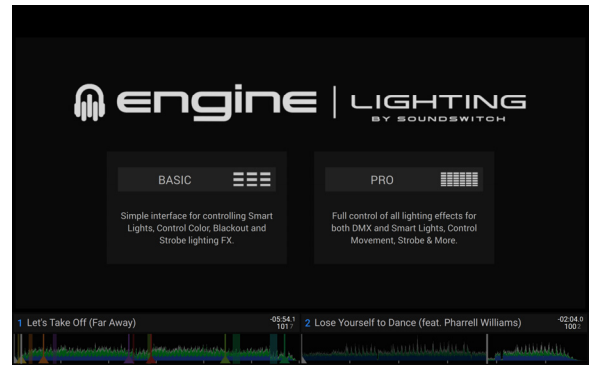 engine | LIGHTING
BY SOUNDSWITCH
BASIC
Simple interface for controlling Smart
Lights, Control Color, Blackout and
Strobe lighting FX.
PRO
Full control of all lighting effects for
both DMX and Smart Lights, Control
Movement, Strobe & More.
1 Let's Take Off (Far Away)
-05:54.1
101
2 Lose Yourself to Dance (feat. Pharrell Williams)
-02:04.0
100